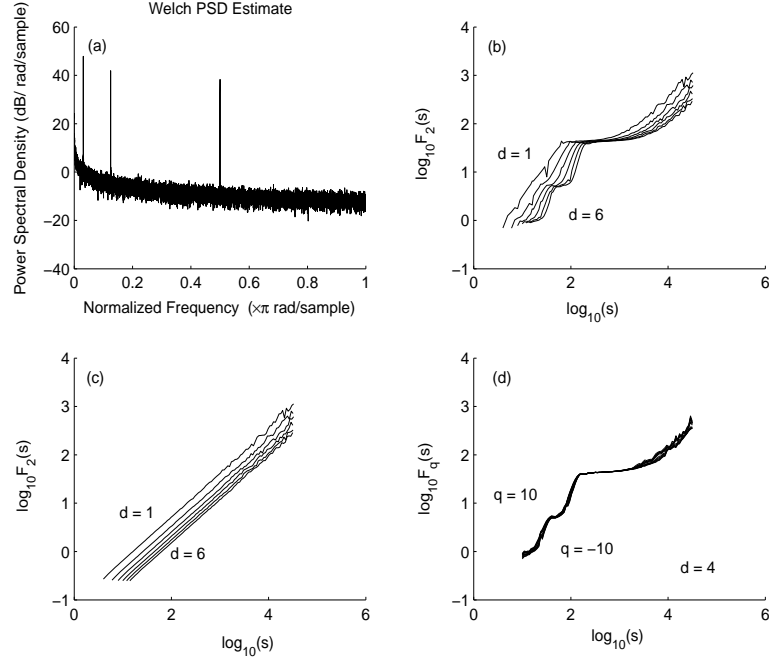 Welch PSD Estimate
(a)
Power Spectral Density (dB/ rad/sample)
60
40
20
0
−20
−40
0
0.2
0.4
0.6
0.8
1
Normalized Frequency (×π rad/sample)
(b)
log10F2(s)
4
3
2
1
0
−1
d = 1
d = 6
0
2
4
6
log10(s)
(c)
log10F2(s)
4
3
2
1
0
−1
d = 1
d = 6
0
2
4
6
log10(s)
(d)
log10Fq(s)
4
3
2
1
0
−1
q = 10
q = −10
d = 4
0
2
4
6
log10(s)